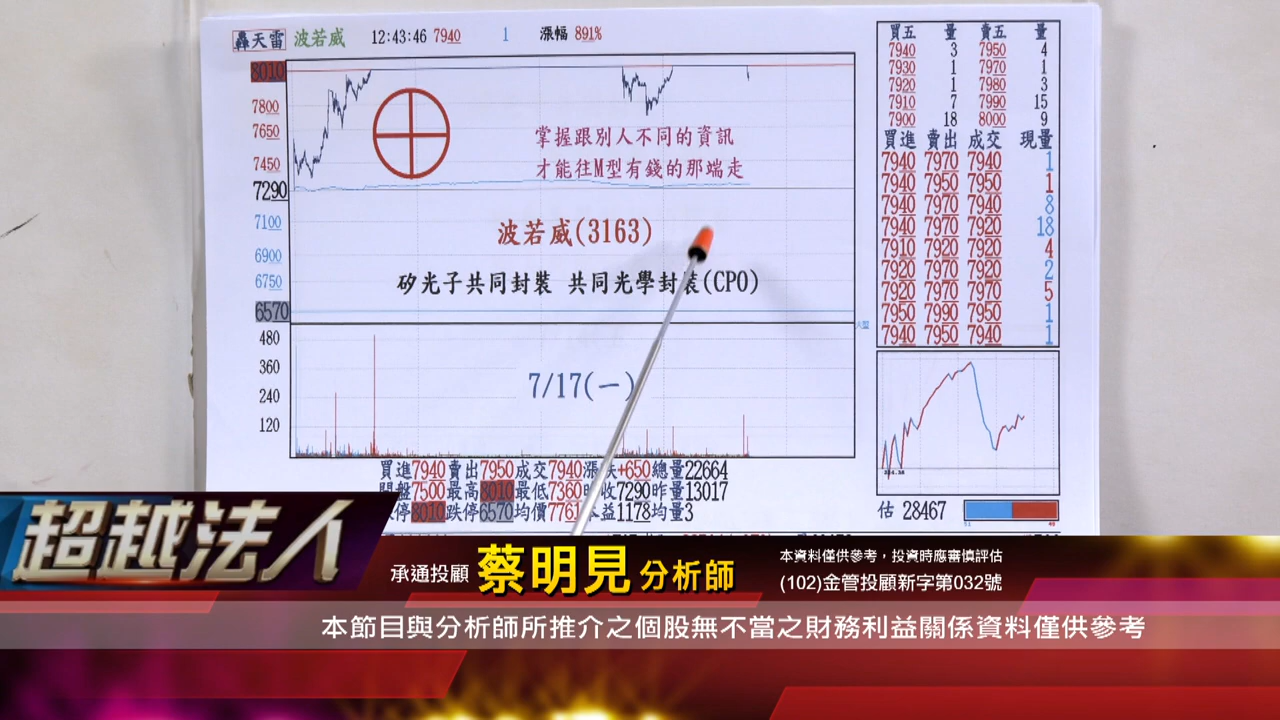 轟天雷 波若威 12:43:46 7940 1 漲幅 891%
8010
7800
7650
7450
7290
7100
6900
6750
6570
480
360
240
120
掌握跟別人不同的資訊
才能往M型有錢的那端走
波若威(3163)
矽光子共同封裝 共同光學封裝(CPO)
7/17(一)
買進7940 賣出7950 成交7940 漲 +650 總量22664
開盤7500 最高8010 最低7360 昨收7290 昨量13017
停8010 跌停6570 均價7761 本益1178 均量3
買五 量 賣五 量
7940 3 7950 4
7930 1 7970 1
7920 1 7980 3
7910 7 7990 15
7900 18 8000 9
買進 賣出 成交 現量
7940 7970 7940 1
7940 7950 7950 1
7940 7970 7940 8
7940 7970 7920 18
7910 7920 7920 4
7920 7970 7920 2
7920 7970 7970 5
7950 7990 7950 1
7940 7950 7940 1
估 28467
超越法人
承通投顧 蔡明見 分析師
本資料僅供參考，投資時應審慎評估
(102)金管投顧新字第032號
本節目與分析師所推介之個股無不當之財務利益關係資料僅供參考